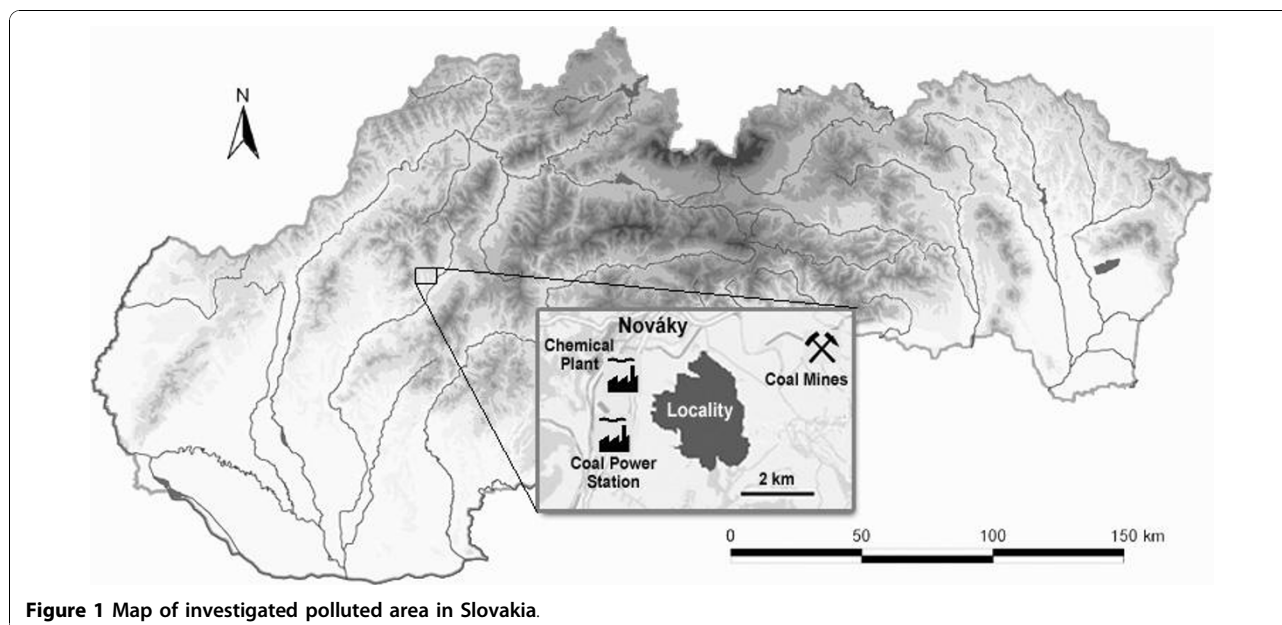 N
Nováky
Chemical
Plant
Coal Mines
Locality
Coal Power
Station
2 km
0 50 100 150 km
Figure 1 Map of investigated polluted area in Slovakia.